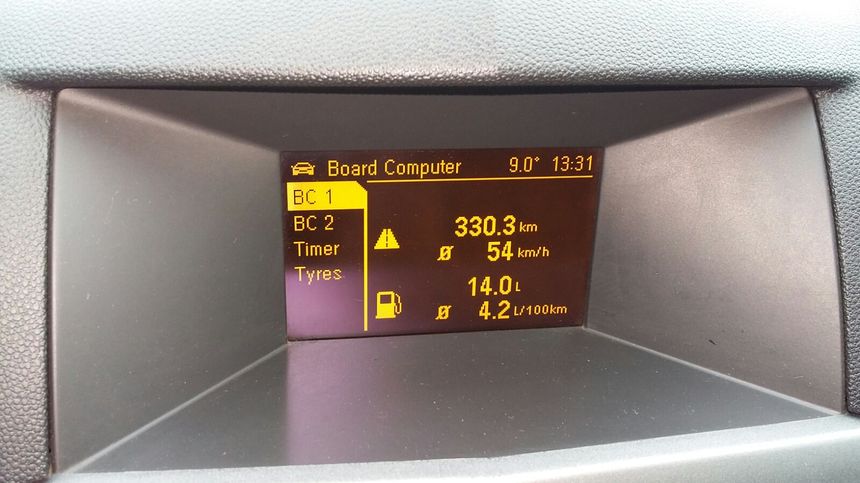 Board Computer 9.0° 13:31
BC 1
BC 2
Timer
Tyres
330.3 km
Ø 54 km/h
14.0 L
Ø 4.2 L/100km